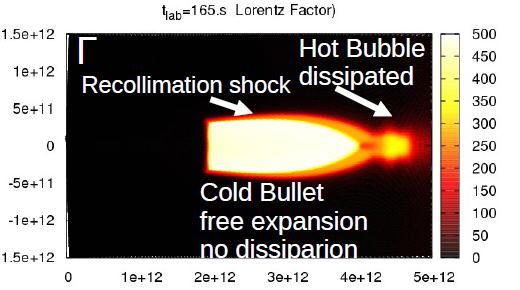 t_lab=165.s Lorentz Factor)
Γ
Hot Bubble
dissipated
Recollimation shock
Cold Bullet
free expansion
no dissiparion
1.5e+12
1e+12
5e+11
0
-5e+11
-1e+12
1.5e+12
0
1e+12
2e+12
3e+12
4e+12
5e+12
500
450
400
350
300
250
200
150
100
50
0